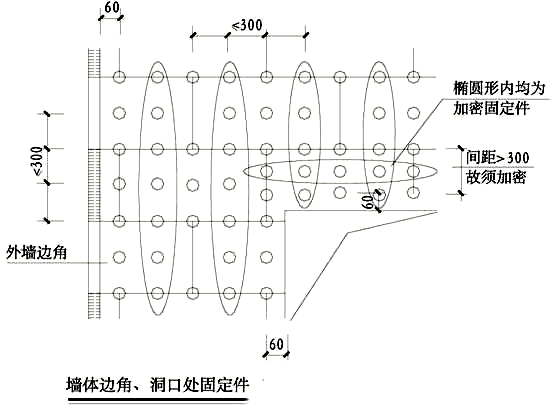 60
≤300
椭圆形内均为
加密固定件
≤300
间距>300
故须加密
60
外墙边角
60
墙体边角、洞口处固定件